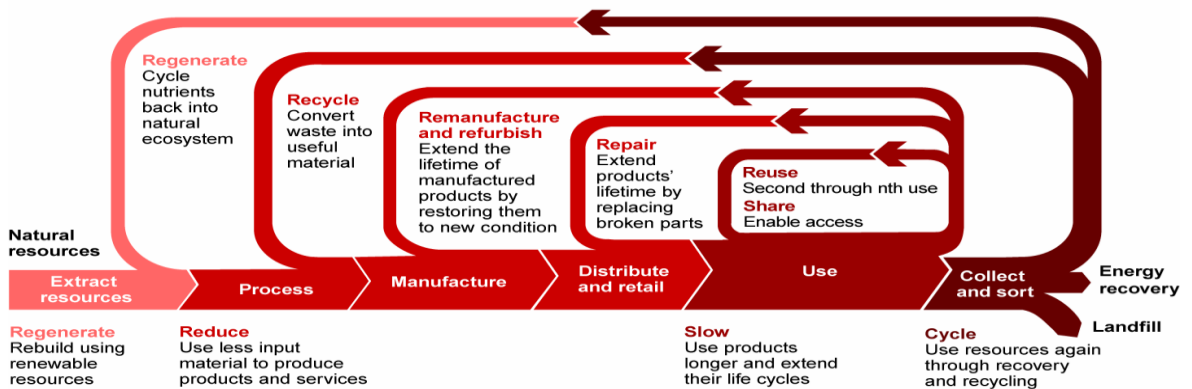 Regenerate
Cycle
nutrients
back into
natural
ecosystem
Recycle
Convert
waste into
useful
material
Remanufacture
and refurbish
Extend the
lifetime of
manufactured
products by
restoring them
to new condition
Repair
Extend
products'
lifetime by
replacing
broken parts
Reuse
Second through nth use
Share
Enable access
Natural
resources
Extract
resources
Process
Manufacture
Distribute
and retail
Use
Collect
and sort
Energy
recovery
Landfill
Regenerate
Rebuild using
renewable
resources
Reduce
Use less input
material to produce
products and services
Slow
Use products
longer and extend
their life cycles
Cycle
Use resources again
through recovery
and recycling